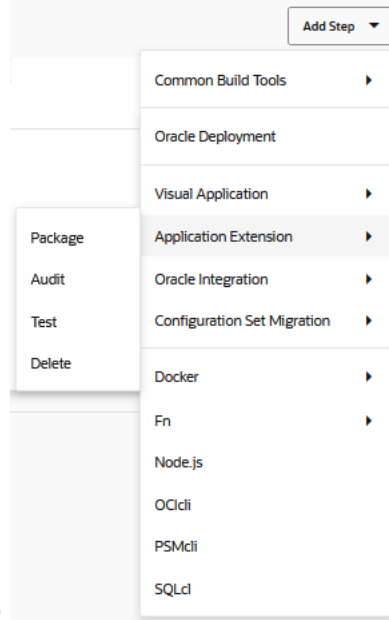 Add Step
Common Build Tools
Oracle Deployment
Visual Application
Application Extension
Package
Audit
Test
Delete
Oracle Integration
Configuration Set Migration
Docker
Fn
Node.js
OCIcli
PSMcli
SQLcl